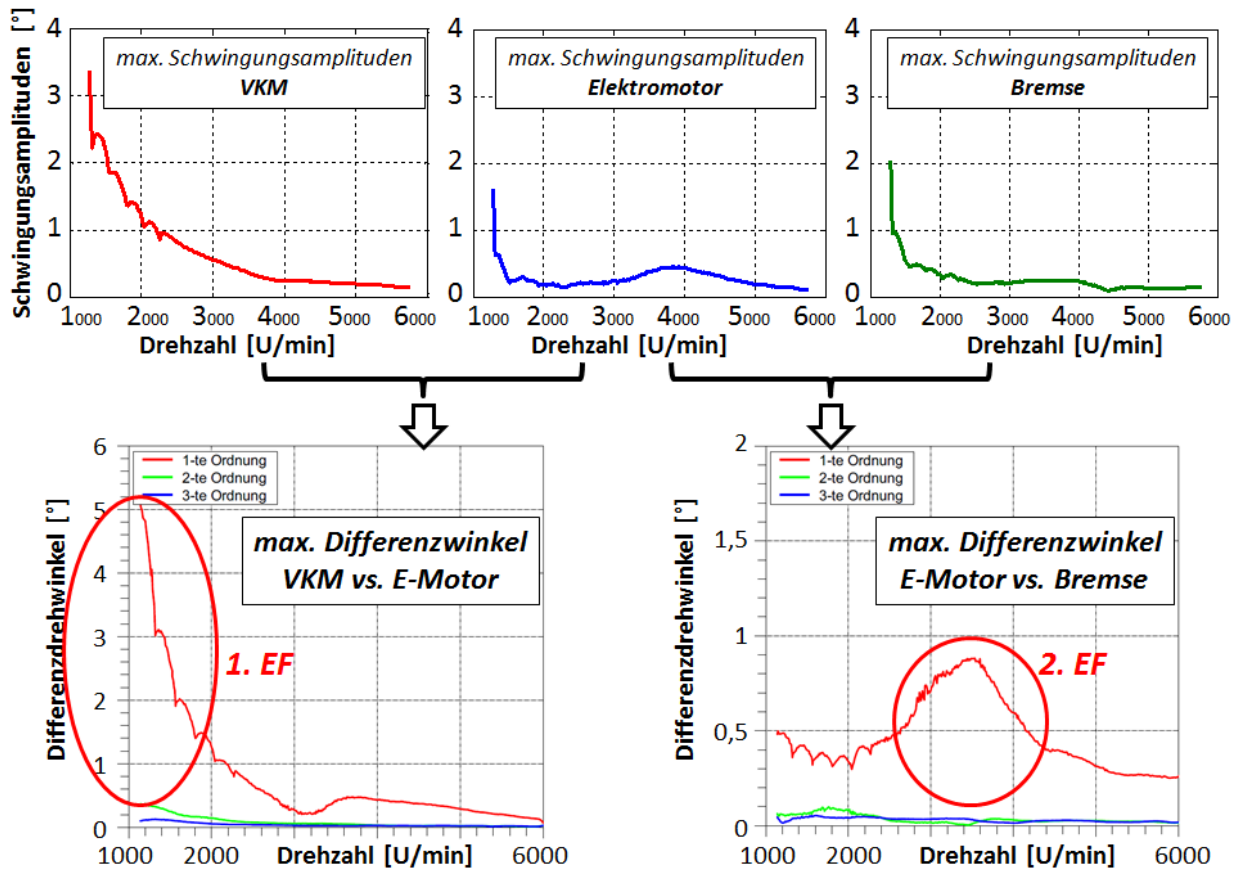 Schwingungsamplituden [°]
4
3
2
1
0
max. Schwingungsamplituden
VKM
1000 2000 3000 4000 5000 6000
Drehzahl [U/min]
4
3
2
1
0
max. Schwingungsamplituden
Elektromotor
1000 2000 3000 4000 5000 6000
Drehzahl [U/min]
4
3
2
1
0
max. Schwingungsamplituden
Bremse
1000 2000 3000 4000 5000 6000
Drehzahl [U/min]
Differenzdrehwinkel [°]
6
5
4
3
2
1
0
1-te Ordnung
2-te Ordnung
3-te Ordnung
max. Differenzwinkel
VKM vs. E-Motor
1. EF
1000 2000 Drehzahl [U/min] 6000
Differenzdrehwinkel [°]
2
1,5
1
0,5
0
1-te Ordnung
2-te Ordnung
3-te Ordnung
max. Differenzwinkel
E-Motor vs. Bremse
2. EF
1000 2000 Drehzahl [U/min] 6000